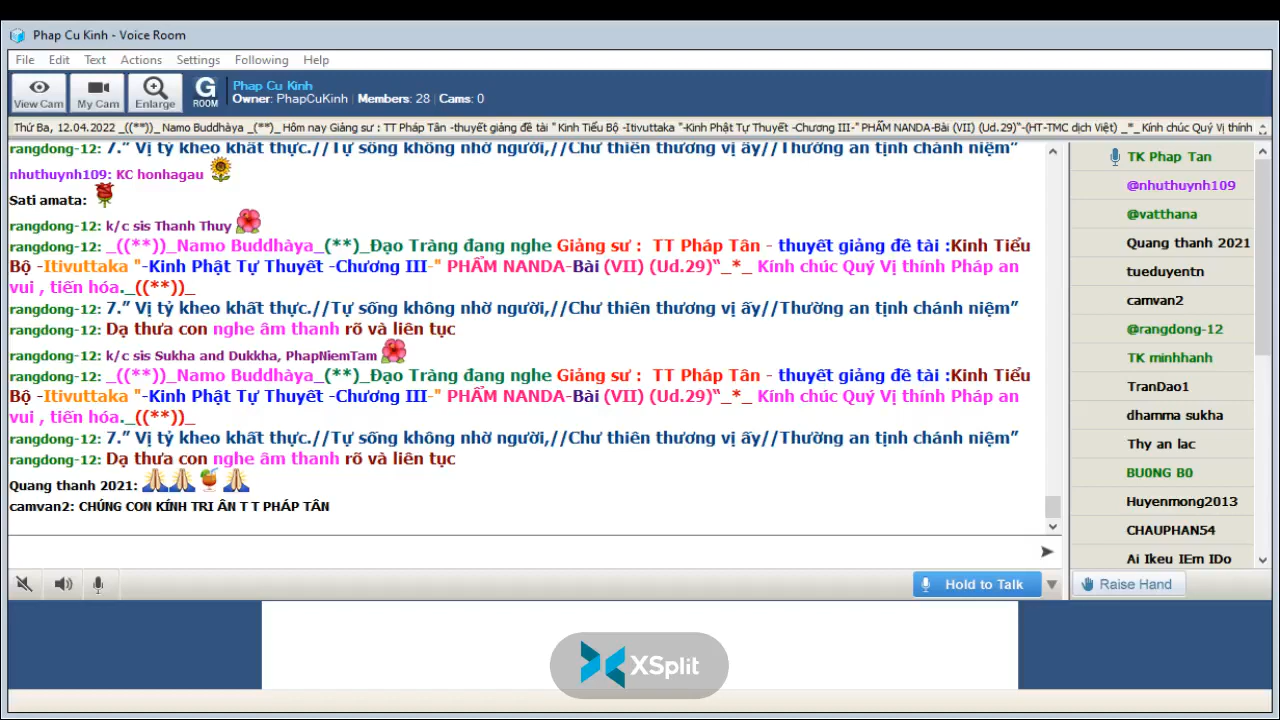 Phap Cu Kinh - Voice Room
File Edit Text Actions Settings Following Help
View Cam My Cam Enlarge G ROOM
Phap Cu Kinh
Owner: PhapCuKinh Members: 28 Cams: 0
Thứ Ba, 12.04.2022 _((**))_ Namo Buddhàya _(**)_ Hôm nay Giảng sư : TT Pháp Tân -thuyết giảng đề tài "Kinh Tiểu Bộ -Itivuttaka "-Kinh Phật Tự Thuyết -Chương III-" PHẨM NANDA-Bài (VII) (Ud.29)“-(HT-TMC dịch Việt) _*_ Kính chúc Quý Vị thính
rangdong-12: 7.” Vị tỷ kheo khất thực.//Tự sống không nhờ người,//Chư thiên thương vị ấy//Thường an tịnh chánh niệm”
nhuthuynh109: KC honhagau
Sati amata:
rangdong-12: k/c sis Thanh Thuy
rangdong-12: _((**))_Namo Buddhàya_(**)_Đạo Tràng đang nghe Giảng sư : TT Pháp Tân - thuyết giảng đề tài :Kinh Tiểu
Bộ -Itivuttaka "-Kinh Phật Tự Thuyết -Chương III-" PHẨM NANDA-Bài (VII) (Ud.29)“_*_ Kính chúc Quý Vị thính Pháp an
vui , tiến hóa._((**))_
rangdong-12: 7.” Vị tỷ kheo khất thực.//Tự sống không nhờ người,//Chư thiên thương vị ấy//Thường an tịnh chánh niệm”
rangdong-12: Dạ thưa con nghe âm thanh rõ và liên tục
rangdong-12: k/c sis Sukha and Dukkha, PhapNiemTam
rangdong-12: _((**))_Namo Buddhàya_(**)_Đạo Tràng đang nghe Giảng sư : TT Pháp Tân - thuyết giảng đề tài :Kinh Tiểu
Bộ -Itivuttaka "-Kinh Phật Tự Thuyết -Chương III-" PHẨM NANDA-Bài (VII) (Ud.29)“_*_ Kính chúc Quý Vị thính Pháp an
vui , tiến hóa._((**))_
rangdong-12: 7.” Vị tỷ kheo khất thực.//Tự sống không nhờ người,//Chư thiên thương vị ấy//Thường an tịnh chánh niệm”
rangdong-12: Dạ thưa con nghe âm thanh rõ và liên tục
Quang thanh 2021:
camvan2: CHÚNG CON KÍNH TRI ÂN T T PHÁP TÂN
TK Phap Tan
@nhuthuynh109
@vatthana
Quang thanh 2021
tueduyentn
camvan2
@rangdong-12
TK minhhanh
TranDao1
dhamma sukha
Thy an lac
BU0NG B0
Huyenmong2013
CHAUPHAN54
Ai Ikeu IEm IDo
Hold to Talk
Raise Hand
XSplit